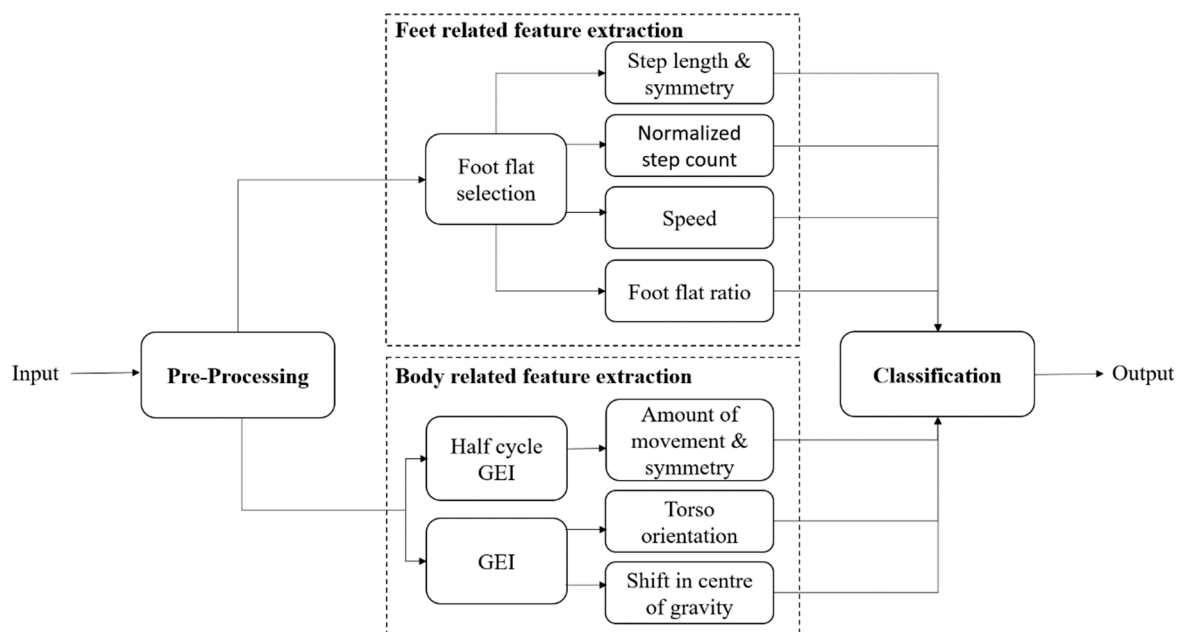 Feet related feature extraction
Step length &
symmetry
Normalized
step count
Foot flat
selection
Speed
Foot flat ratio
Input
Pre-Processing
Classification
Output
Body related feature extraction
Half cycle
GEI
Amount of
movement &
symmetry
GEI
Torso
orientation
Shift in centre
of gravity